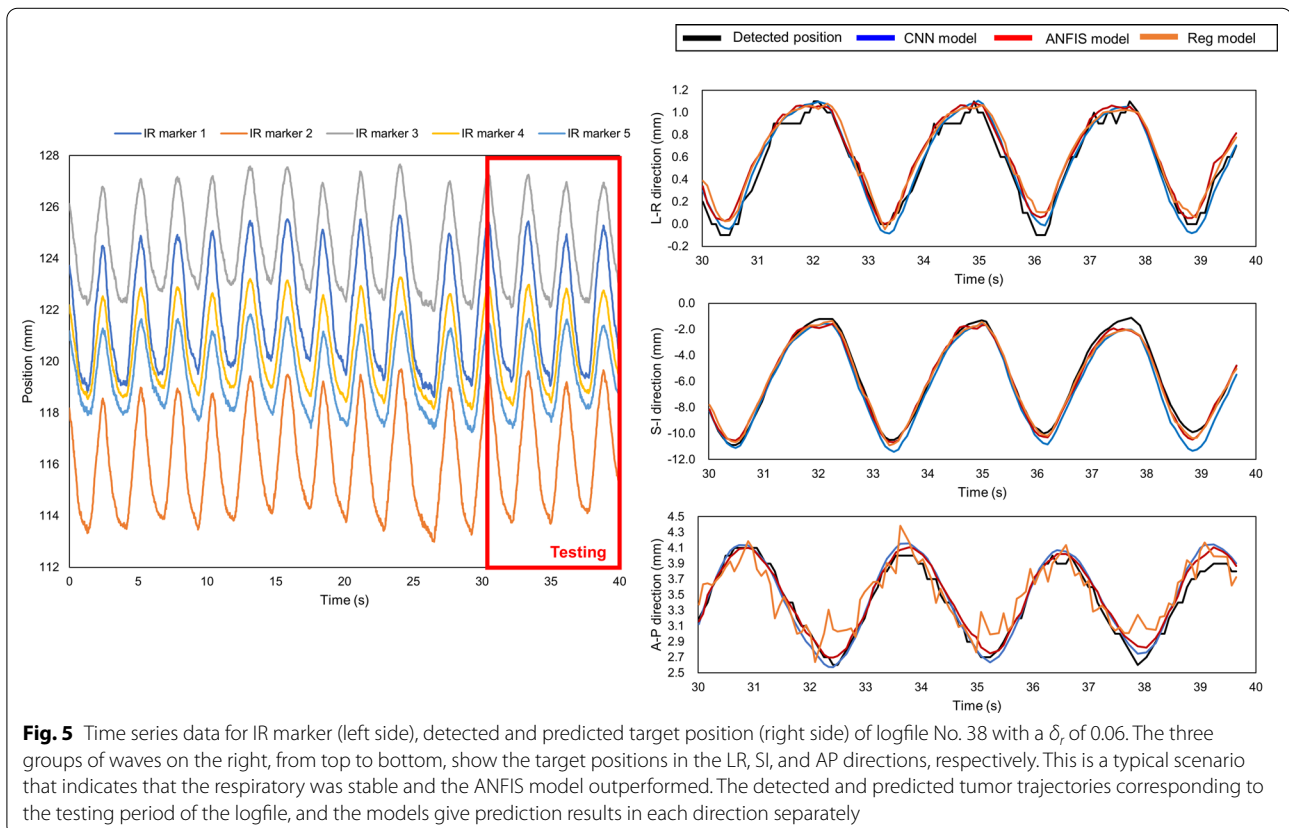 Detected position CNN model ANFIS model Reg model
IR marker 1 IR marker 2 IR marker 3 IR marker 4 IR marker 5
128
126
124
122
120
118
116
114
112
Position (mm)
0 5 10 15 20 25 30 35 40
Time (s)
Testing
1.2
1.0
0.8
0.6
0.4
0.2
0.0
-0.2
L-R direction (mm)
30 31 32 33 34 35 36 37 38 39 40
Time (s)
0.0
-2.0
-4.0
-6.0
-8.0
-10.0
-12.0
S-I direction (mm)
30 31 32 33 34 35 36 37 38 39 40
Time (s)
4.5
4.3
4.1
3.9
3.7
3.5
3.3
3.1
2.9
2.7
2.5
A-P direction (mm)
30 31 32 33 34 35 36 37 38 39 40
Time (s)
Fig. 5 Time series data for IR marker (left side), detected and predicted target position (right side) of logfile No. 38 with a δr of 0.06. The three
groups of waves on the right, from top to bottom, show the target positions in the LR, SI, and AP directions, respectively. This is a typical scenario
that indicates that the respiratory was stable and the ANFIS model outperformed. The detected and predicted tumor trajectories corresponding to
the testing period of the logfile, and the models give prediction results in each direction separately